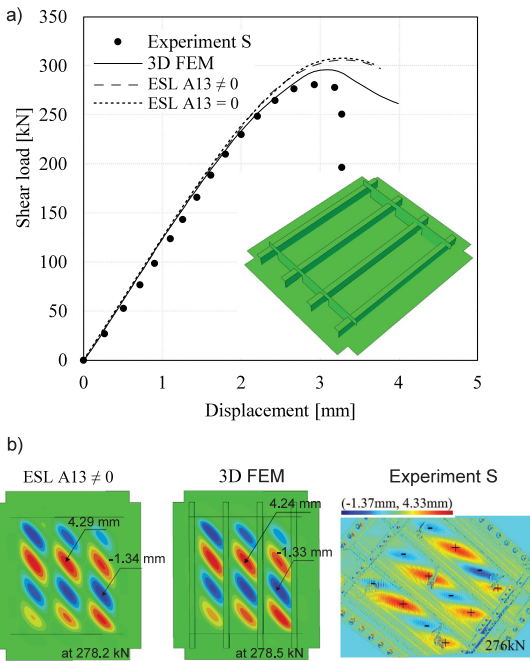 a)
Experiment S
3D FEM
ESL A13 ≠ 0
ESL A13 = 0
350
300
250
200
150
100
50
0
Shear load [kN]
0 1 2 3 4 5
Displacement [mm]
b)
ESL A13 ≠ 0
4.29 mm
-1.34 mm
at 278.2 kN
3D FEM
4.24 mm
-1.33 mm
at 278.5 kN
Experiment S
(-1.37mm, 4.33mm)
276kN